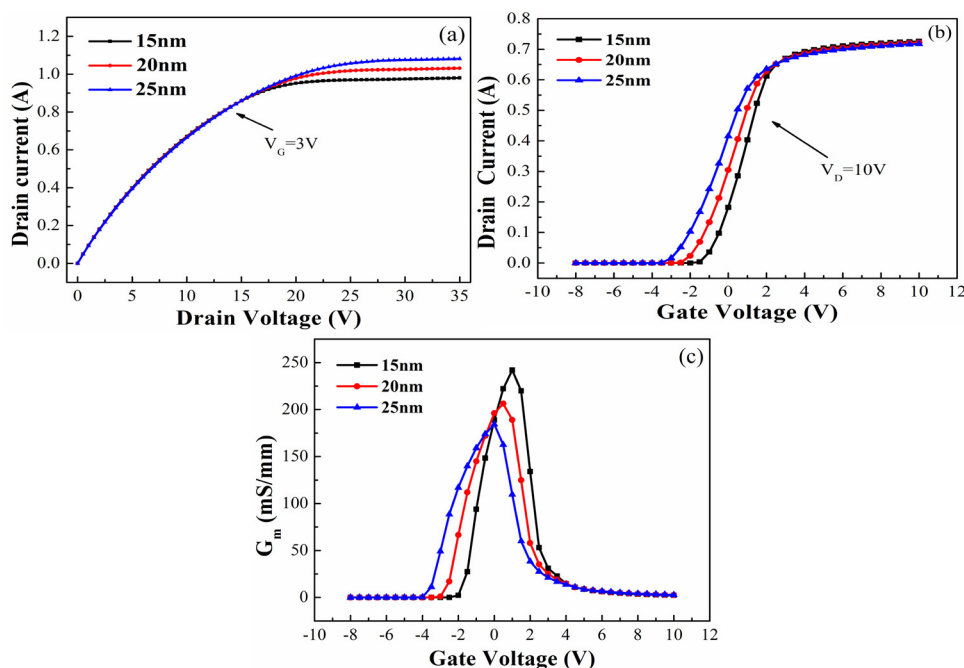 (a)
15nm
20nm
25nm
V_G=3V
1.2
1.0
0.8
0.6
0.4
0.2
0.0
0 5 10 15 20 25 30 35
Drain current (A)
Drain Voltage (V)
(b)
15nm
20nm
25nm
V_D=10V
0.8
0.7
0.6
0.5
0.4
0.3
0.2
0.1
0.0
-10 -8 -6 -4 -2 0 2 4 6 8 10 12
Drain Current (A)
Gate Voltage (V)
(c)
15nm
20nm
25nm
250
200
150
100
50
0
-10 -8 -6 -4 -2 0 2 4 6 8 10 12
G_m (mS/mm)
Gate Voltage (V)